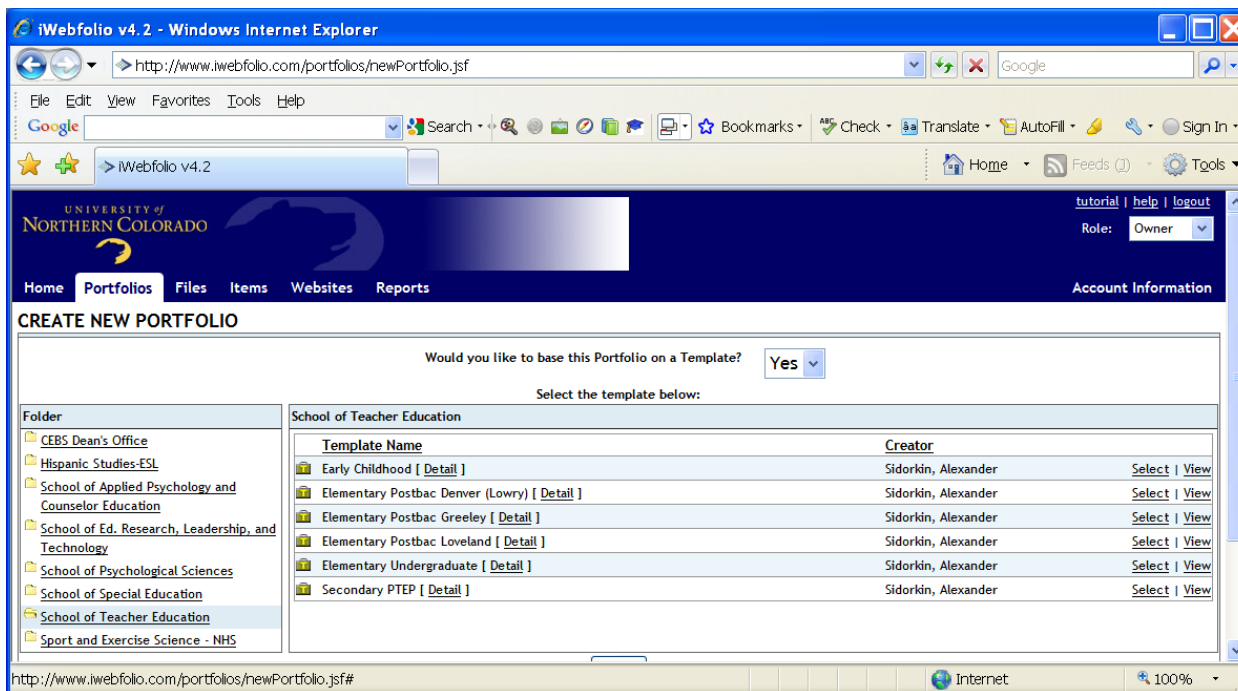 iWebfolio v4.2 - Windows Internet Explorer
http://www.iwebfolio.com/portfolios/newPortfolio.jsf
Google
File Edit View Favorites Tools Help
Google Search Bookmarks ABC Check Translate AutoFill Sign In
iWebfolio v4.2 Home Feeds (J) Tools
UNIVERSITY of
NORTHERN COLORADO
tutorial | help | logout
Role: Owner
Home Portfolios Files Items Websites Reports Account Information
CREATE NEW PORTFOLIO
Would you like to base this Portfolio on a Template? Yes
Select the template below:
Folder
CEBS Dean's Office
Hispanic Studies-ESL
School of Applied Psychology and
Counselor Education
School of Ed. Research, Leadership, and
Technology
School of Psychological Sciences
School of Special Education
School of Teacher Education
Sport and Exercise Science - NHS
School of Teacher Education
Template Name Creator
Early Childhood [ Detail ] Sidorkin, Alexander Select | View
Elementary Postbac Denver (Lowry) [ Detail ] Sidorkin, Alexander Select | View
Elementary Postbac Greeley [ Detail ] Sidorkin, Alexander Select | View
Elementary Postbac Loveland [ Detail ] Sidorkin, Alexander Select | View
Elementary Undergraduate [ Detail ] Sidorkin, Alexander Select | View
Secondary PTEP [ Detail ] Sidorkin, Alexander Select | View
http://www.iwebfolio.com/portfolios/newPortfolio.jsf# Internet 100%